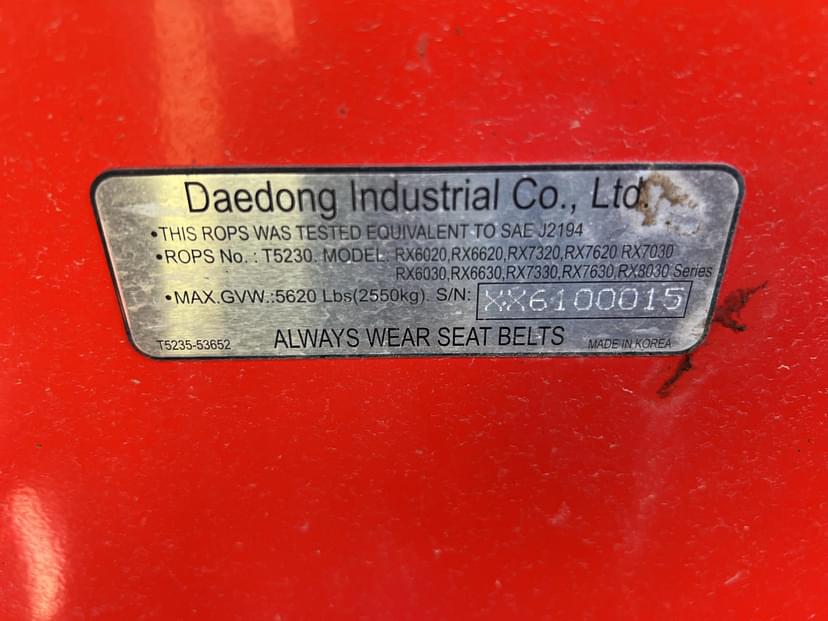 Daedong Industrial Co., Ltd.
•THIS ROPS WAS TESTED EQUIVALENT TO SAE J2194
•ROPS No. : T5230. MODEL: RX6020,RX6620,RX7320,RX7620 RX7030
RX6030,RX6630,RX7330,RX7630,RX8030 Series
•MAX.GVW.:5620 Lbs(2550kg). S/N: XX6100015
T5235-53652 ALWAYS WEAR SEAT BELTS MADE IN KOREA